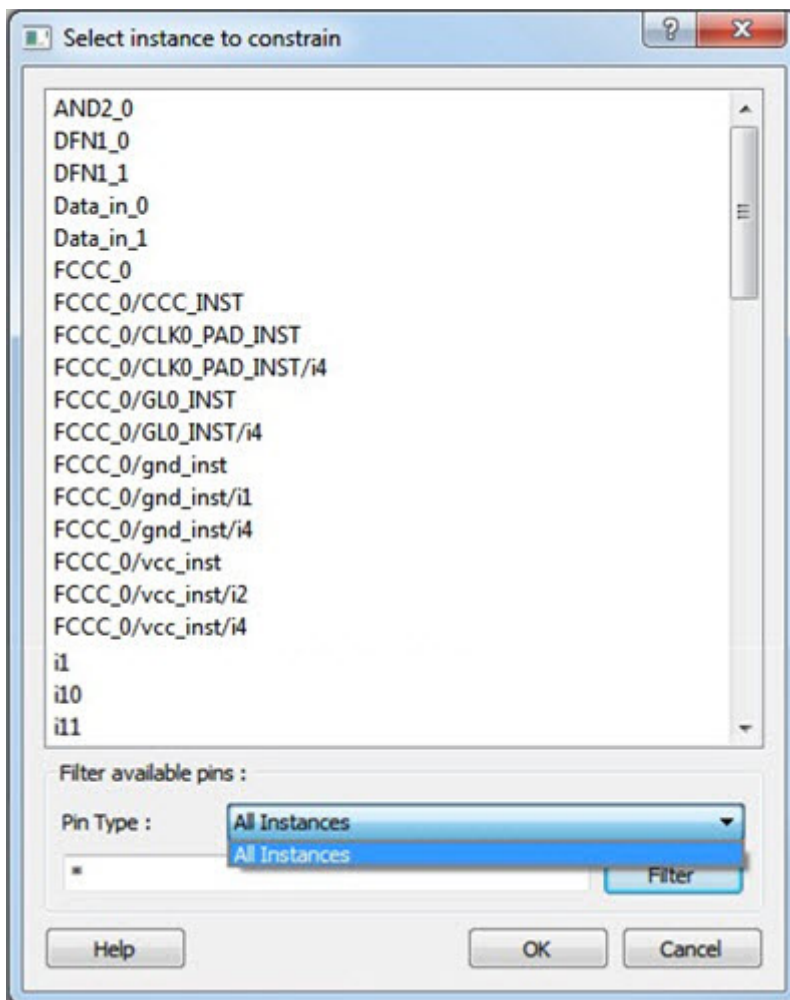 Select instance to constrain
AND2_0
DFN1_0
DFN1_1
Data_in_0
Data_in_1
FCCC_0
FCCC_0/CCC_INST
FCCC_0/CLK0_PAD_INST
FCCC_0/CLK0_PAD_INST/i4
FCCC_0/GL0_INST
FCCC_0/GL0_INST/i4
FCCC_0/gnd_inst
FCCC_0/gnd_inst/i1
FCCC_0/gnd_inst/i4
FCCC_0/vcc_inst
FCCC_0/vcc_inst/i2
FCCC_0/vcc_inst/i4
i1
i10
i11
Filter available pins :
Pin Type : All Instances
All Instances
* Filter
Help OK Cancel